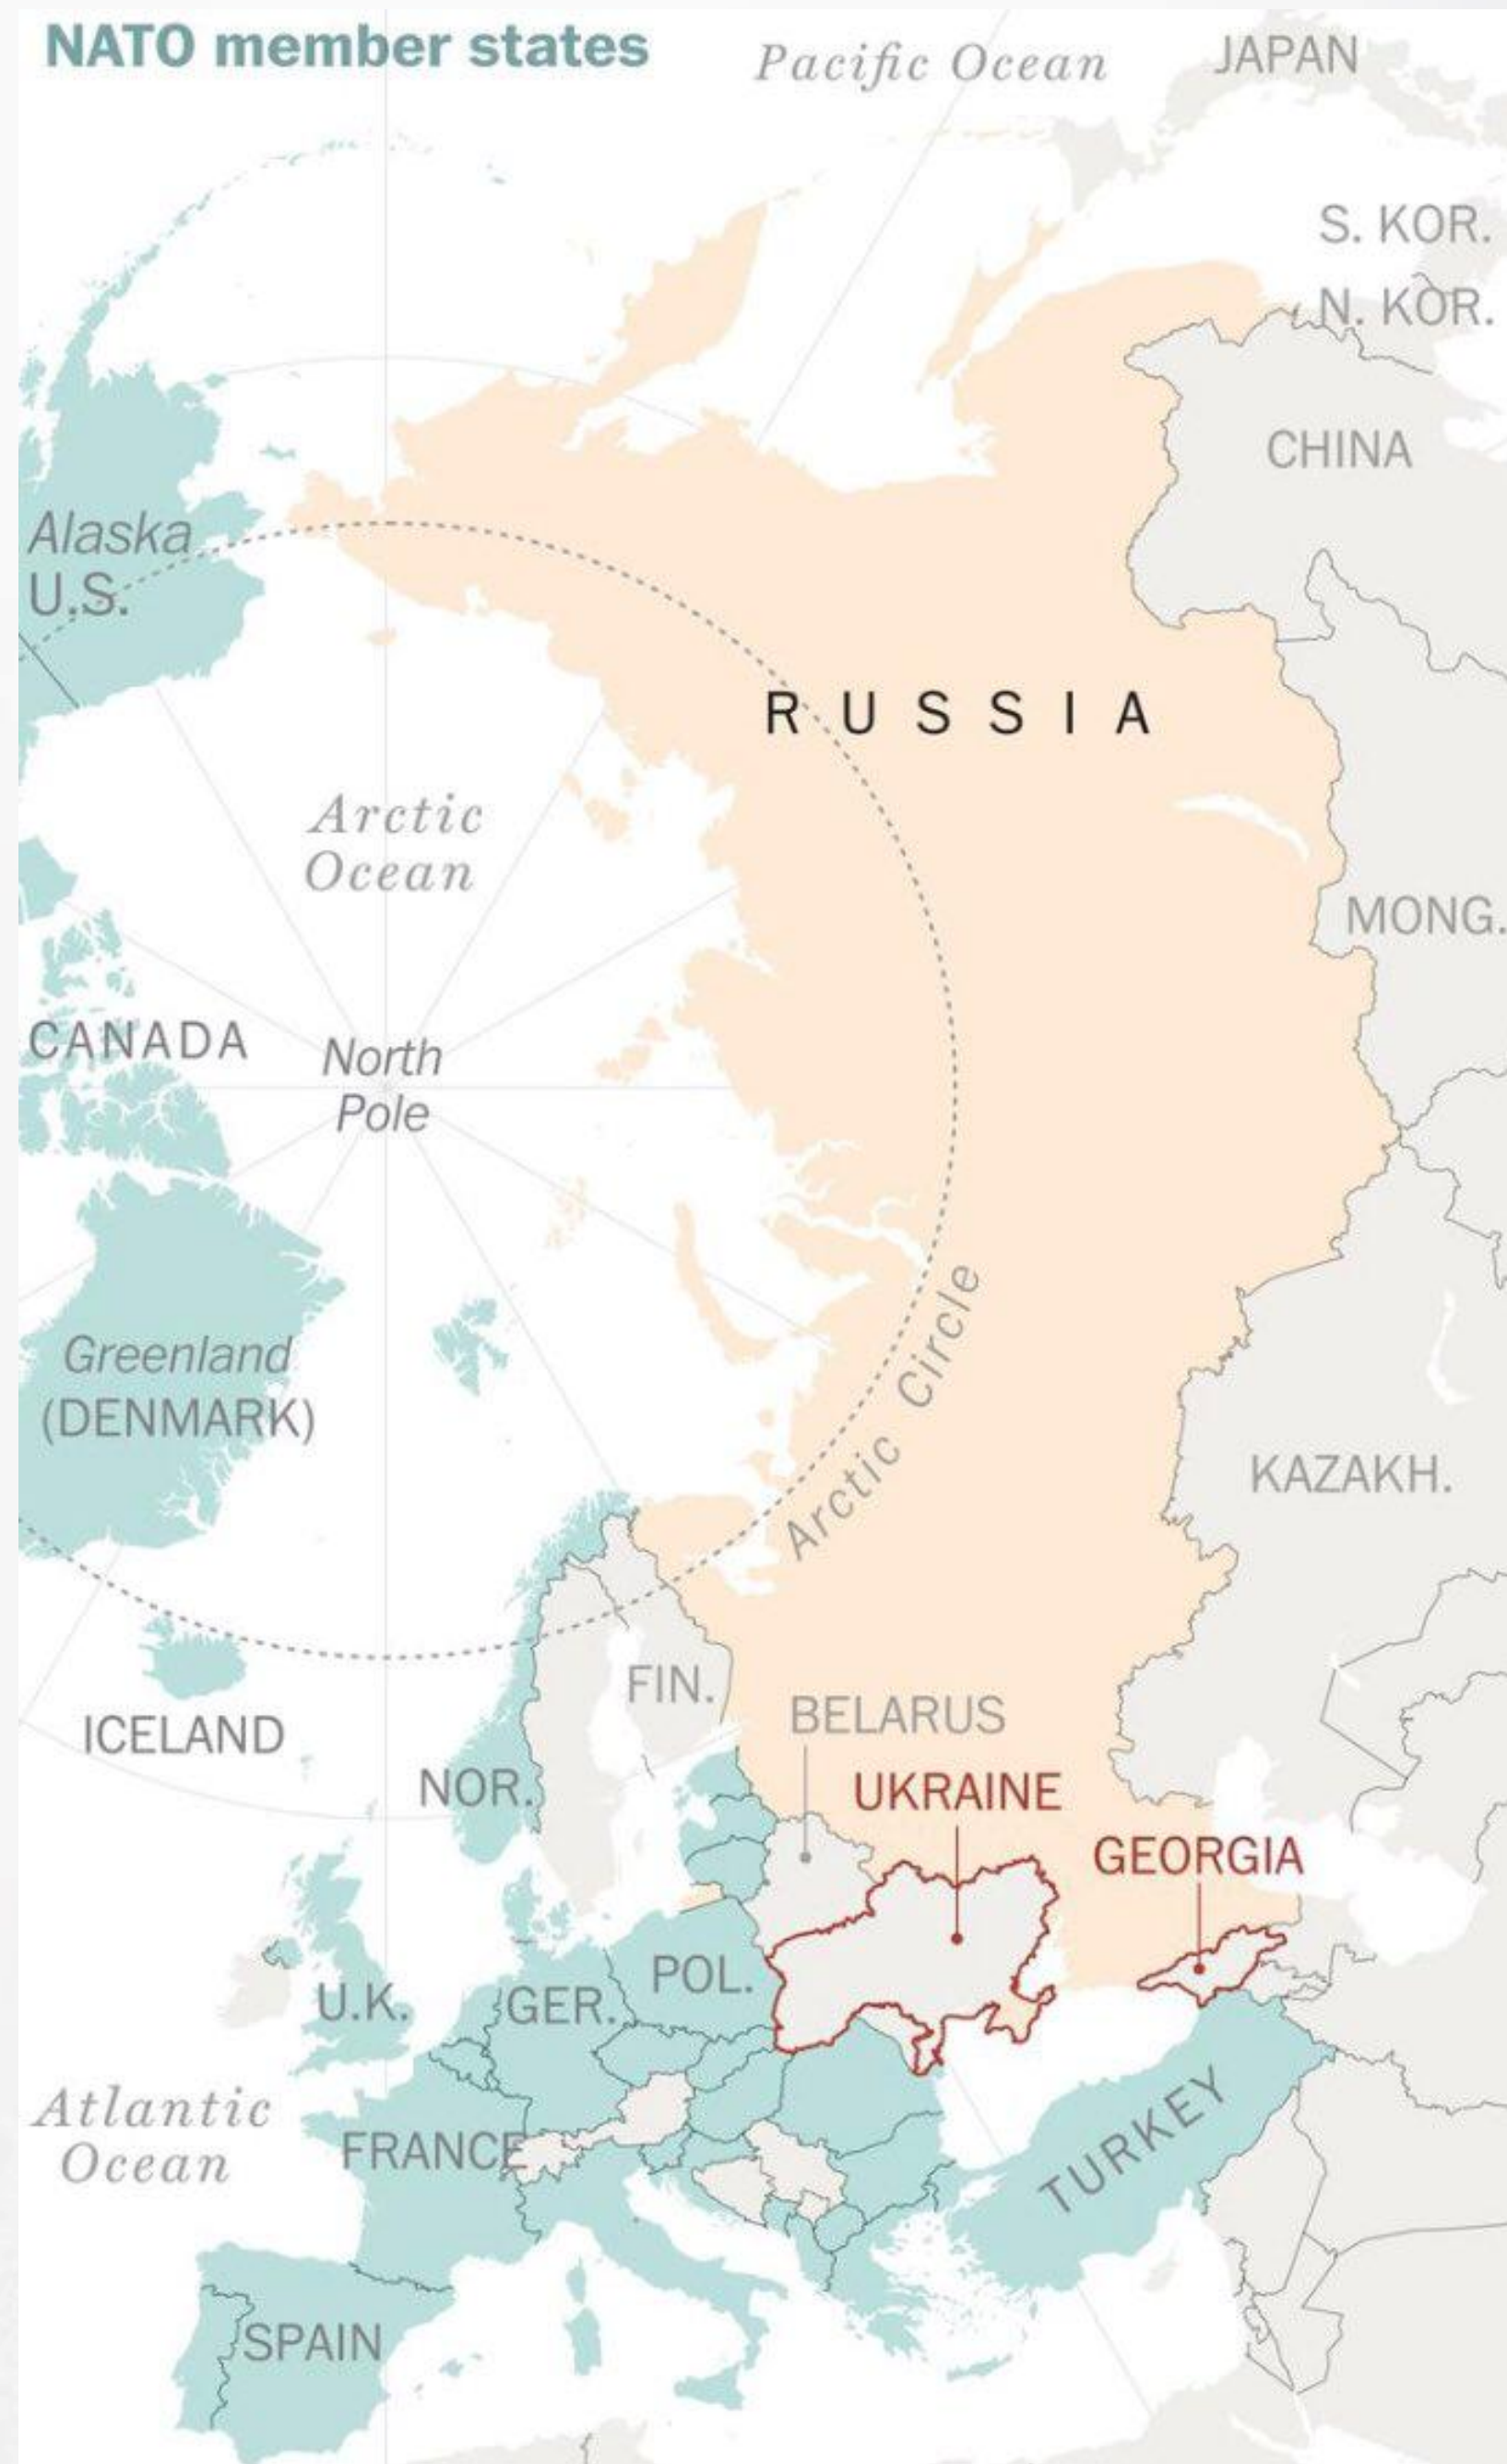 NATO member states
Pacific Ocean
JAPAN
S. KOR.
N. KOR.
CHINA
Alaska
U.S.
RUSSIA
Arctic
Ocean
MONG.
CANADA
North
Pole
Greenland
(DENMARK)
Arctic Circle
KAZAKH.
FIN.
BELARUS
ICELAND
NOR.
UKRAINE
GEORGIA
POL.
U.K.
GER.
Atlantic
Ocean
FRANCE
TURKEY
SPAIN